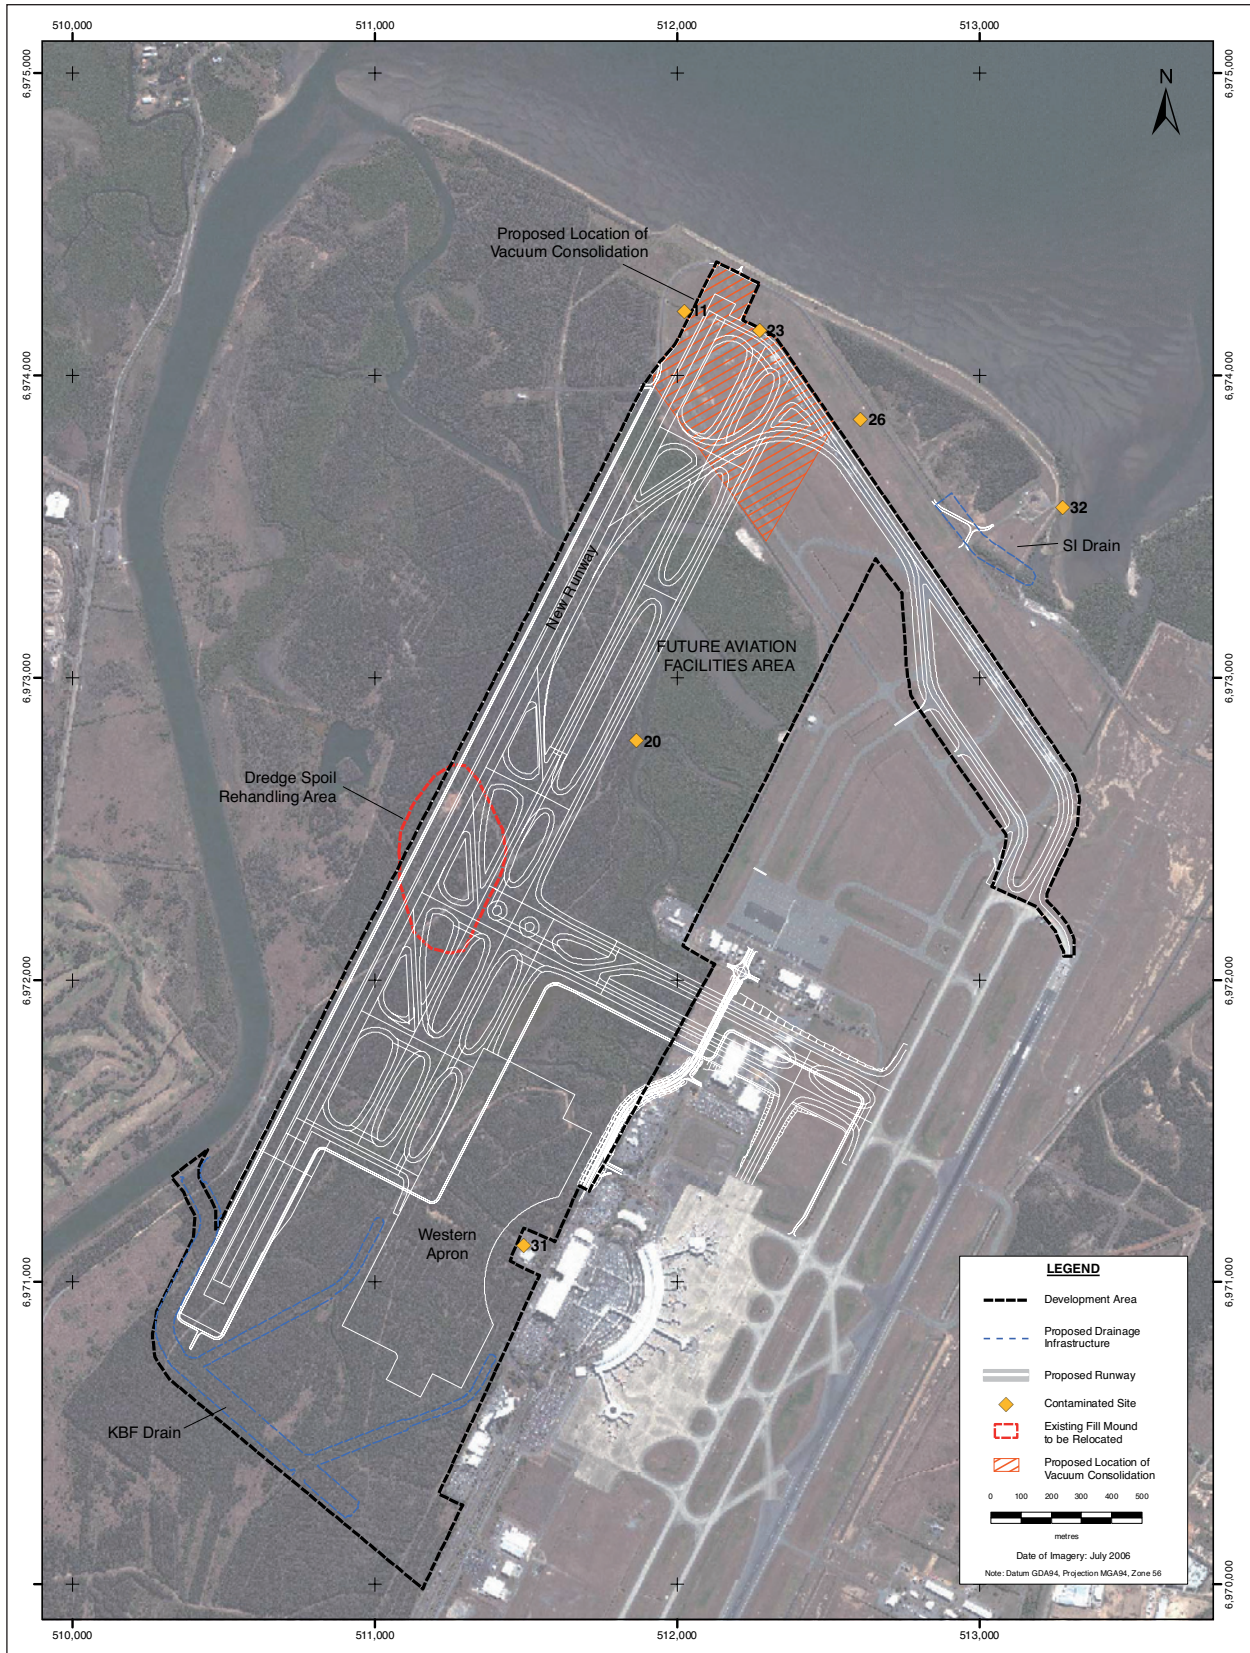 510,000
511,000
512,000
513,000
6,975,000
6,975,000
N
Proposed Location of
Vacuum Consolidation
11
23
6,974,000
6,974,000
26
32
SI Drain
New Runway
FUTURE AVIATION
FACILITIES AREA
6,973,000
6,973,000
20
Dredge Spoil
Rehandling Area
6,972,000
6,972,000
Western
Apron
31
6,971,000
6,971,000
KBF Drain
LEGEND
Development Area
Proposed Drainage
Infrastructure
Proposed Runway
Contaminated Site
Existing Fill Mound
to be Relocated
Proposed Location of
Vacuum Consolidation
0 100 200 300 400 500
metres
Date of Imagery: July 2006
Note: Datum GDA94, Projection MGA94, Zone 56
6,970,000
6,970,000
510,000
511,000
512,000
513,000